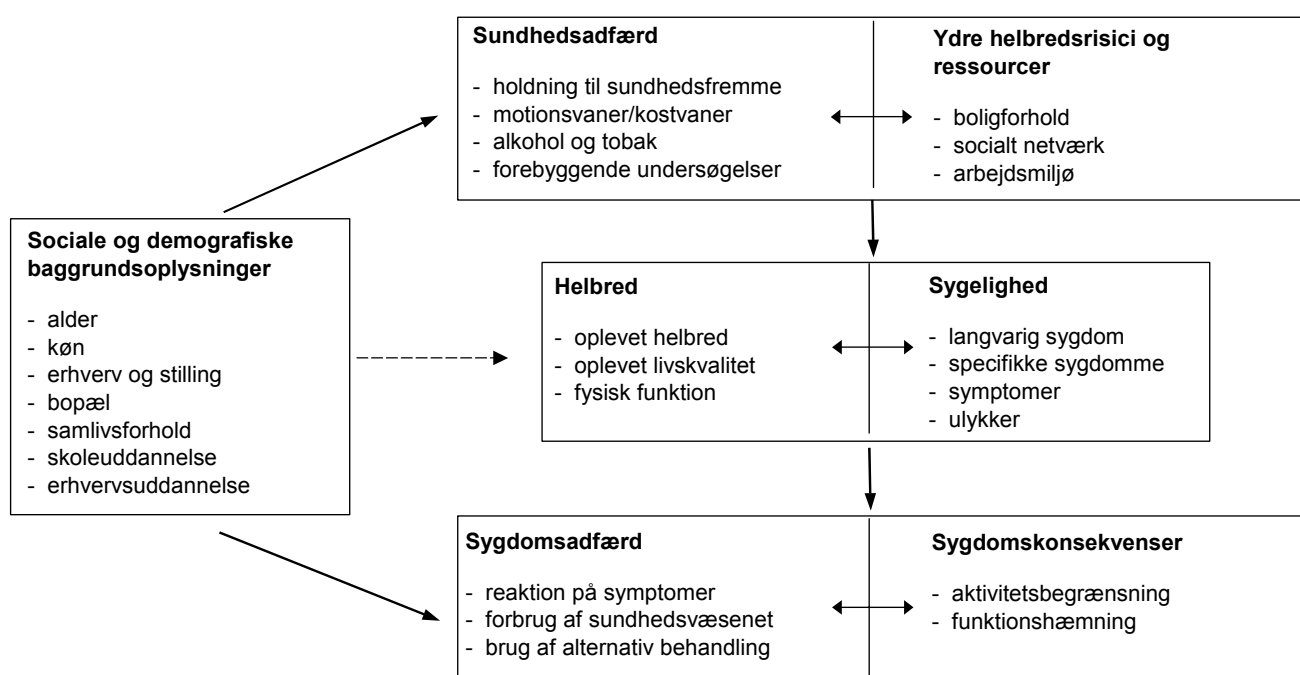 Sundhedsadfærd
- holdning til sundhedsfremme
- motionsvaner/kostvaner
- alkohol og tobak
- forebyggende undersøgelser
Ydre helbredsrisici og
ressourcer
- boligforhold
- socialt netværk
- arbejdsmiljø
Sociale og demografiske
baggrundsoplysninger
- alder
- køn
- erhverv og stilling
- bopæl
- samlivsforhold
- skoleuddannelse
- erhvervsuddannelse
Helbred
- oplevet helbred
- oplevet livskvalitet
- fysisk funktion
Sygelighed
- langvarig sygdom
- specifikke sygdomme
- symptomer
- ulykker
Sygdomsadfærd
- reaktion på symptomer
- forbrug af sundhedsvæsenet
- brug af alternativ behandling
Sygdomskonsekvenser
- aktivitetsbegrænsning
- funktionshæmning